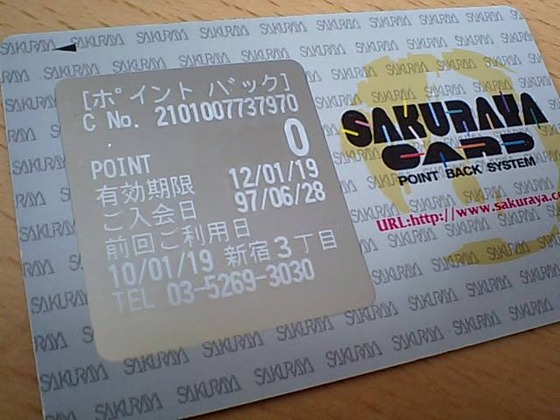 [ポイント バック]
C No. 2101007737970
POINT 0
有効期限 12/01/19
ご入会日 97/06/28
前回ご利用日
10/01/19 新宿3丁目
TEL 03-5269-3030
SAKURAYA
CARD
POINT BACK SYSTEM
URL:http://www.sakuraya.co